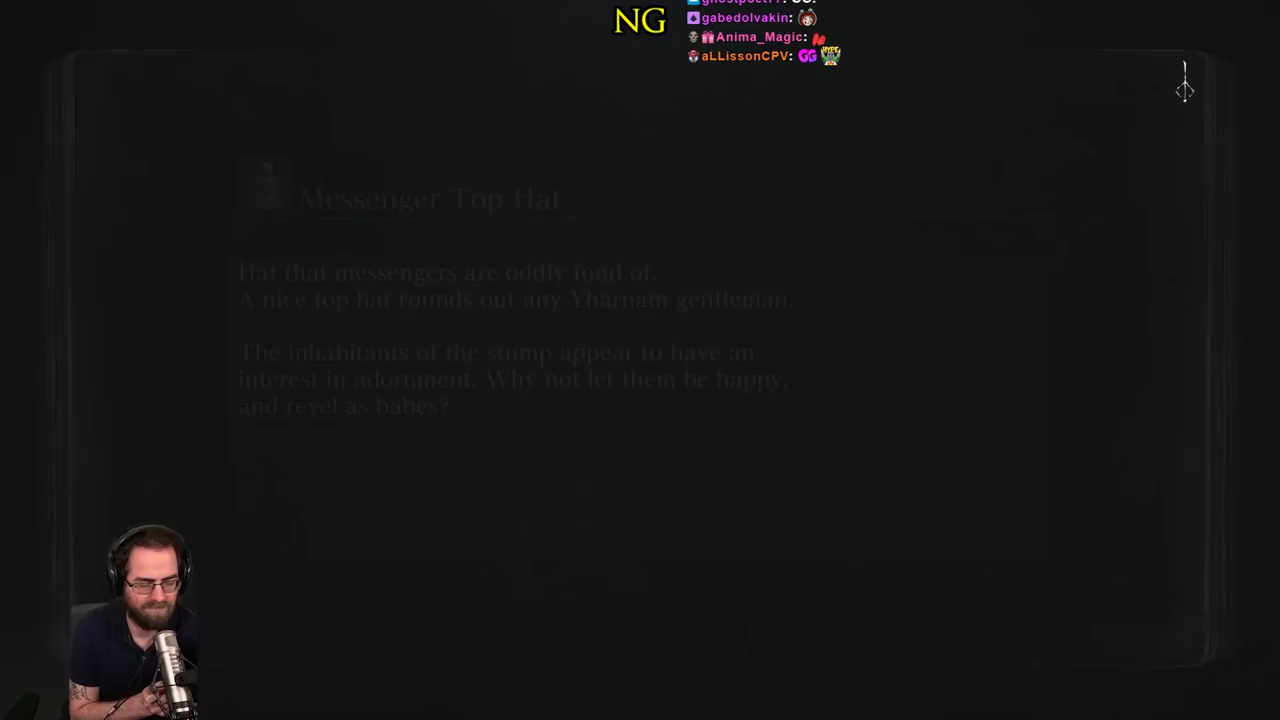 NG
gabedolvakin:
Anima_Magic:
aLLissonCPV: GG
Messenger Top Hat
Hat that messengers are oddly fond of.
A nice top hat rounds out any Yharnam gentleman.
The inhabitants of the stump appear to have an
interest in adornment. Why not let them be happy,
and revel as babes?